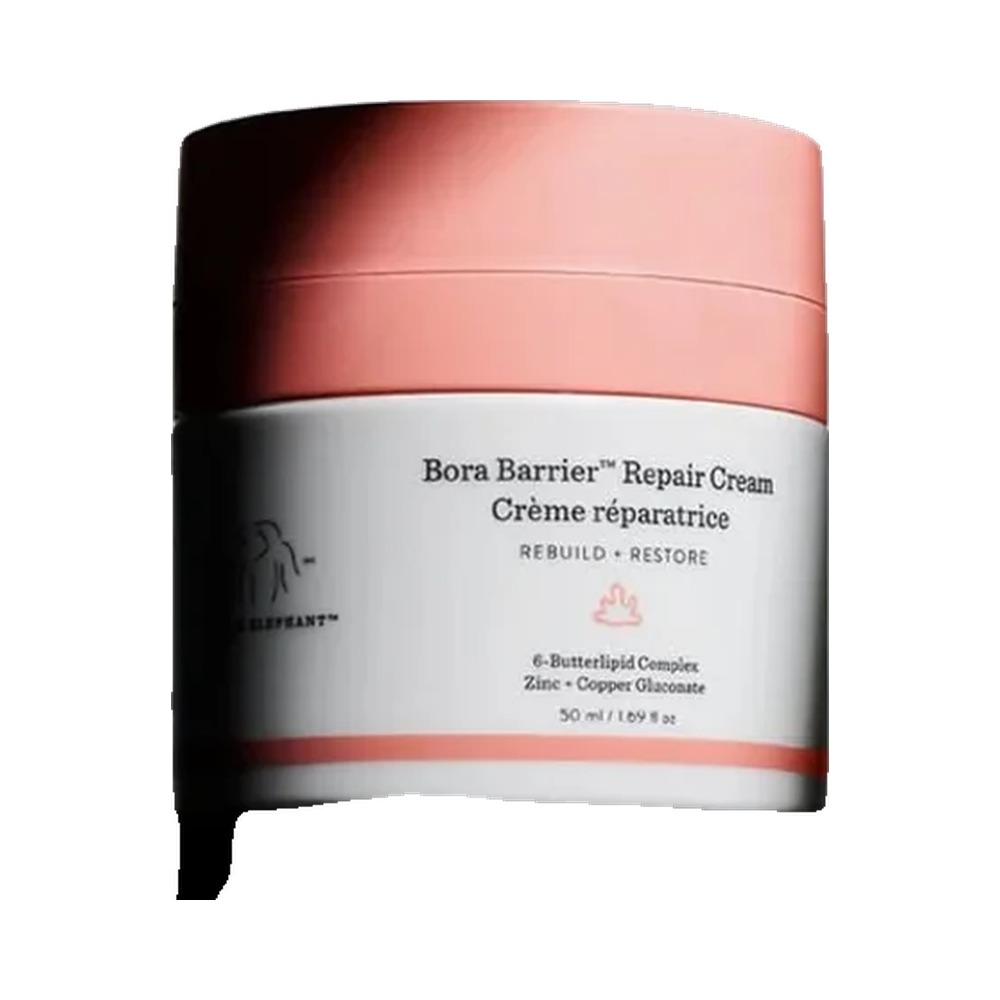 Bora Barrier™ Repair Cream
Crème réparatrice
REBUILD + RESTORE
ELEPHANT™
6-Butterlipid Complex
Zinc + Copper Gluconate
50 ml / 1.69 fl oz